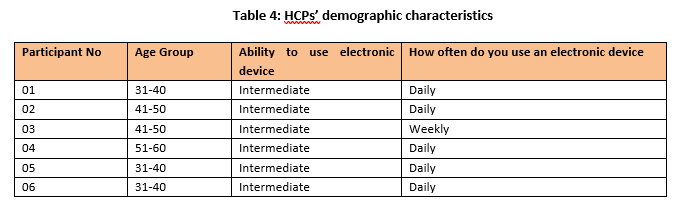 Table 4: HCPs' demographic characteristics
Participant No Age Group Ability to use electronic device How often do you use an electronic device
01 31-40 Intermediate Daily
02 41-50 Intermediate Daily
03 41-50 Intermediate Weekly
04 51-60 Intermediate Daily
05 31-40 Intermediate Daily
06 31-40 Intermediate Daily